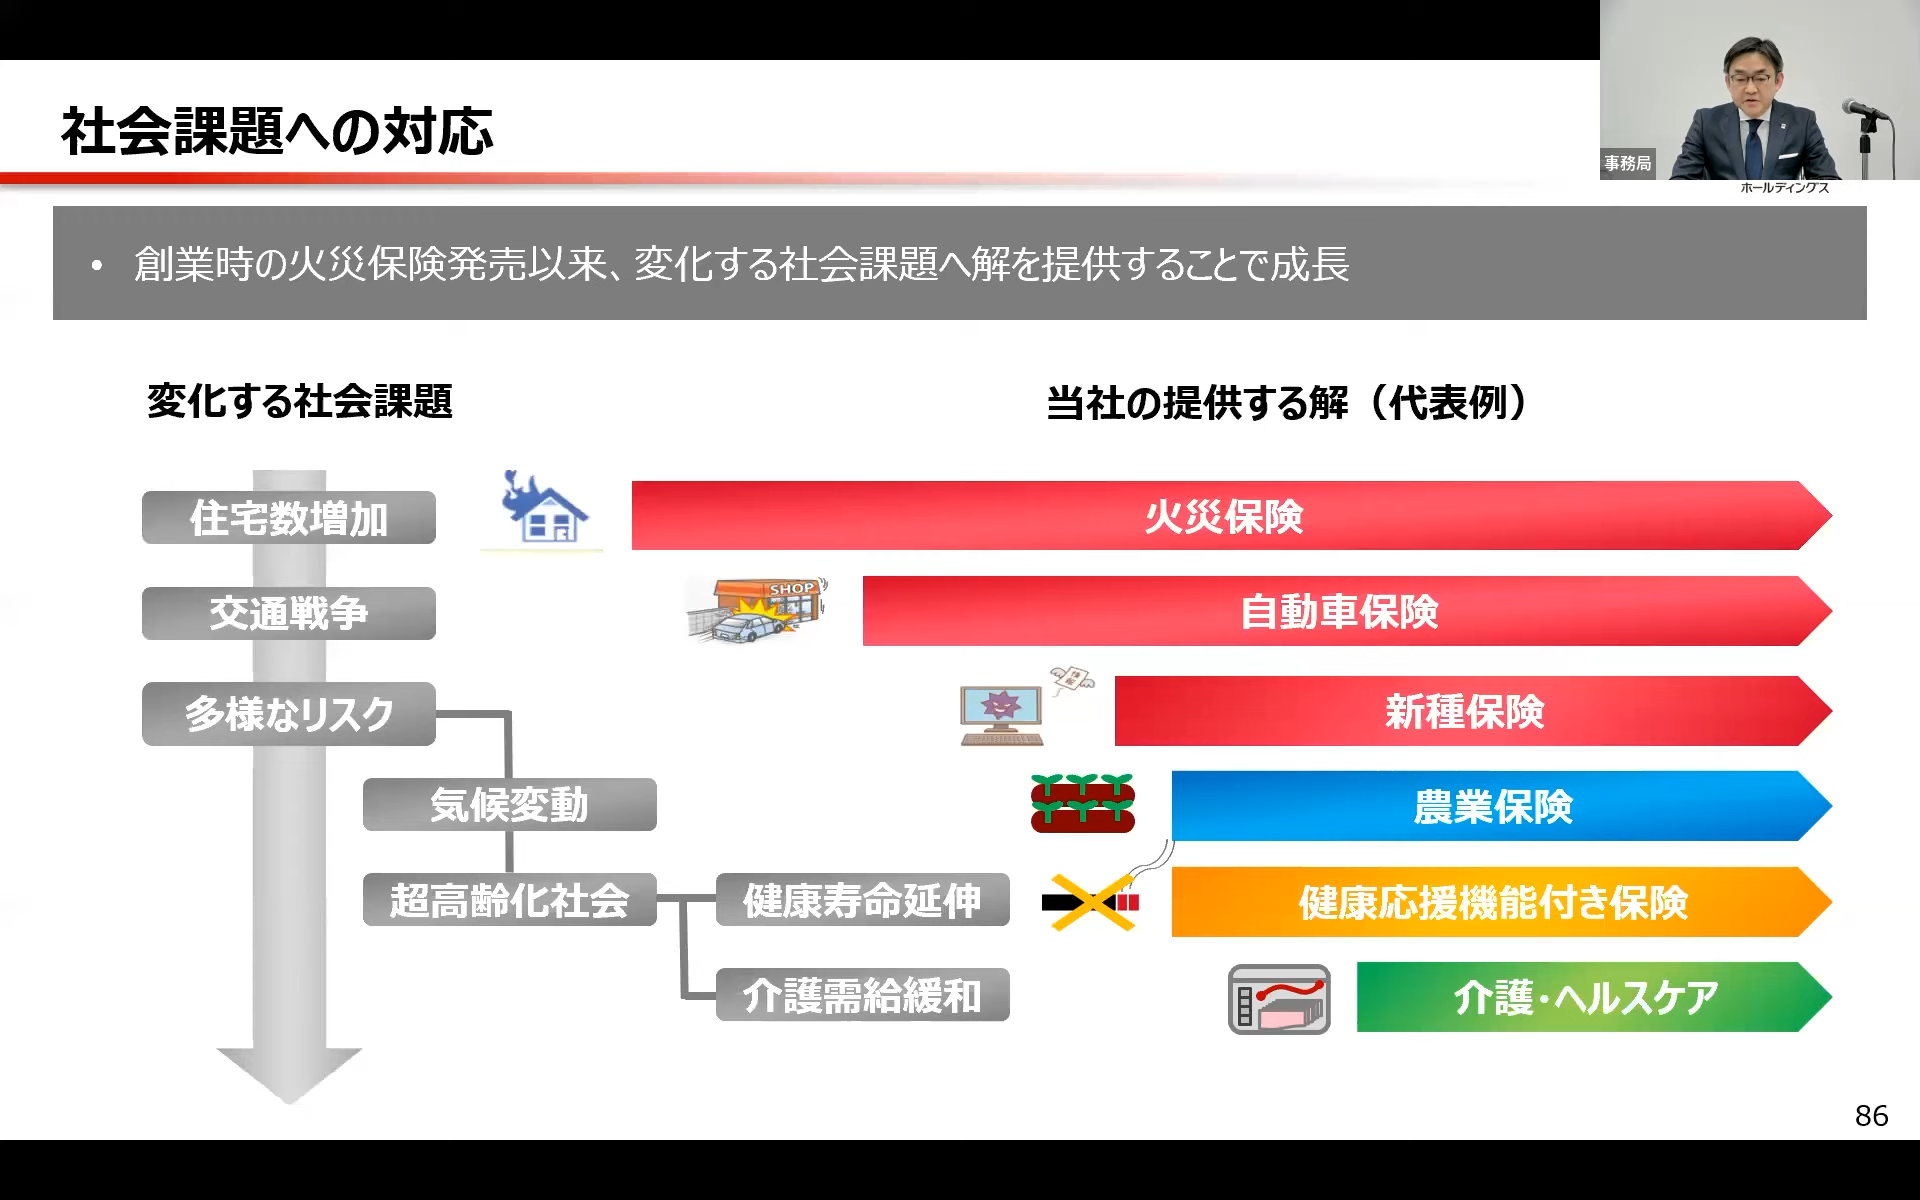 社会課題への対応
事務局
ホールディングス
• 創業時の火災保険発売以来、変化する社会課題へ解を提供することで成長
変化する社会課題
当社の提供する解（代表例）
住宅数増加
火災保険
交通戦争
SHOP
自動車保険
多様なリスク
情報
新種保険
気候変動
農業保険
超高齢化社会
健康寿命延伸
健康応援機能付き保険
介護需給緩和
介護・ヘルスケア
86